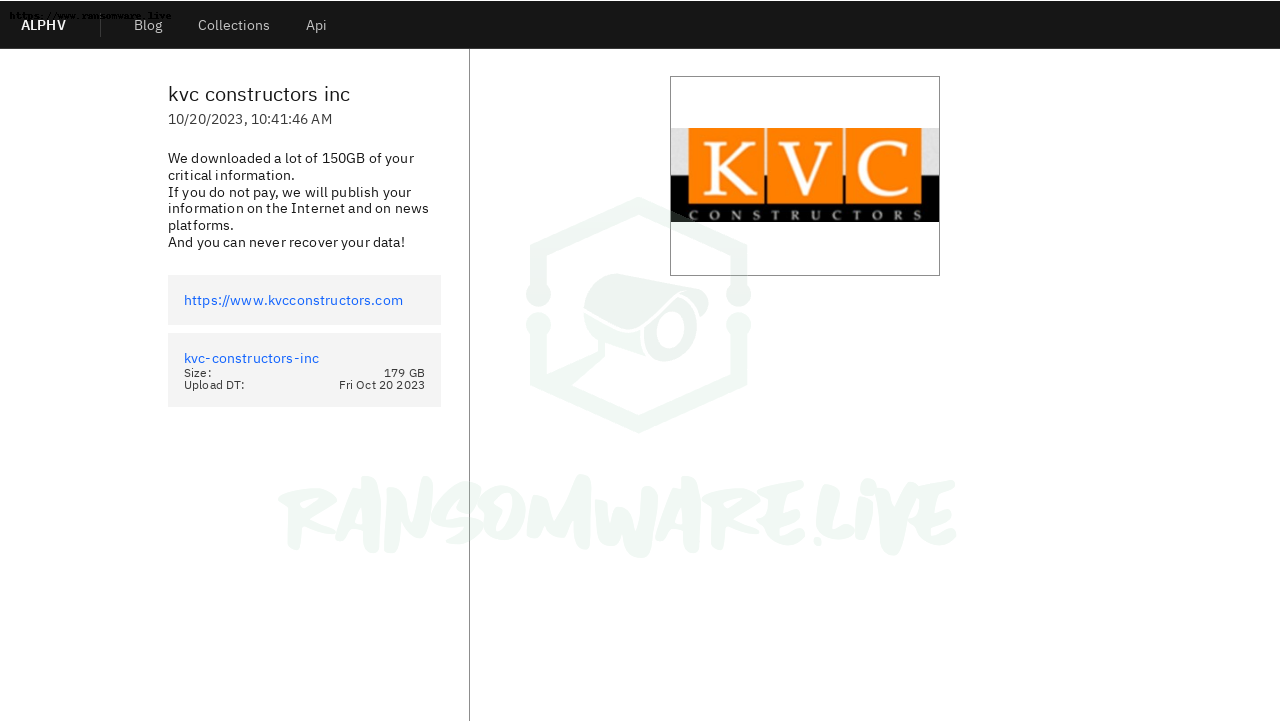 https://www.ransomware.live
ALPHV
Blog
Collections
Api
kvc constructors inc
10/20/2023, 10:41:46 AM
We downloaded a lot of 150GB of your
critical information.
If you do not pay, we will publish your
information on the Internet and on news
platforms.
And you can never recover your data!
https://www.kvcconstructors.com
kvc-constructors-inc
Size: 179 GB
Upload DT: Fri Oct 20 2023
KVC
CONSTRUCTORS
RANSOMWARE.LIVE